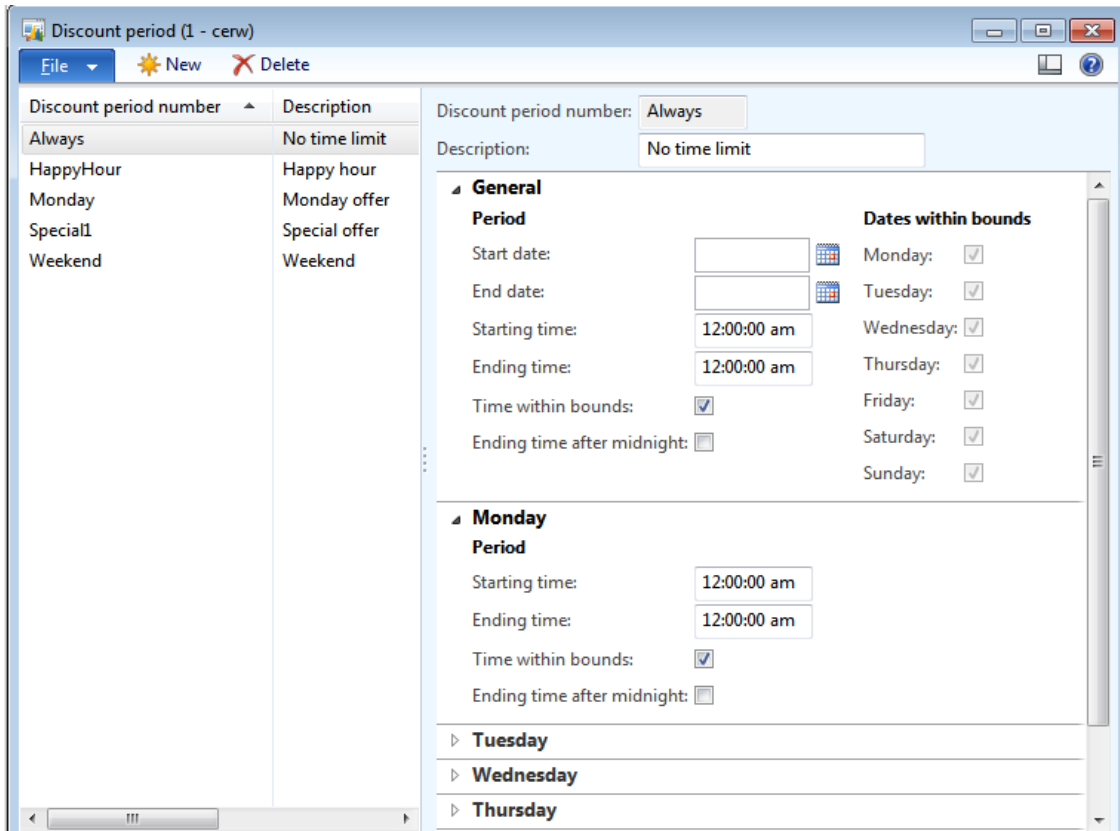 Discount period (1 - cerw)
File New Delete
Discount period number Description
Always No time limit
HappyHour Happy hour
Monday Monday offer
Special1 Special offer
Weekend Weekend
Discount period number: Always
Description: No time limit
General
Period Dates within bounds
Start date: Monday:
End date: Tuesday:
Starting time: 12:00:00 am Wednesday:
Ending time: 12:00:00 am Thursday:
Time within bounds: Friday:
Ending time after midnight: Saturday:
Sunday:
Monday
Period
Starting time: 12:00:00 am
Ending time: 12:00:00 am
Time within bounds:
Ending time after midnight:
Tuesday
Wednesday
Thursday